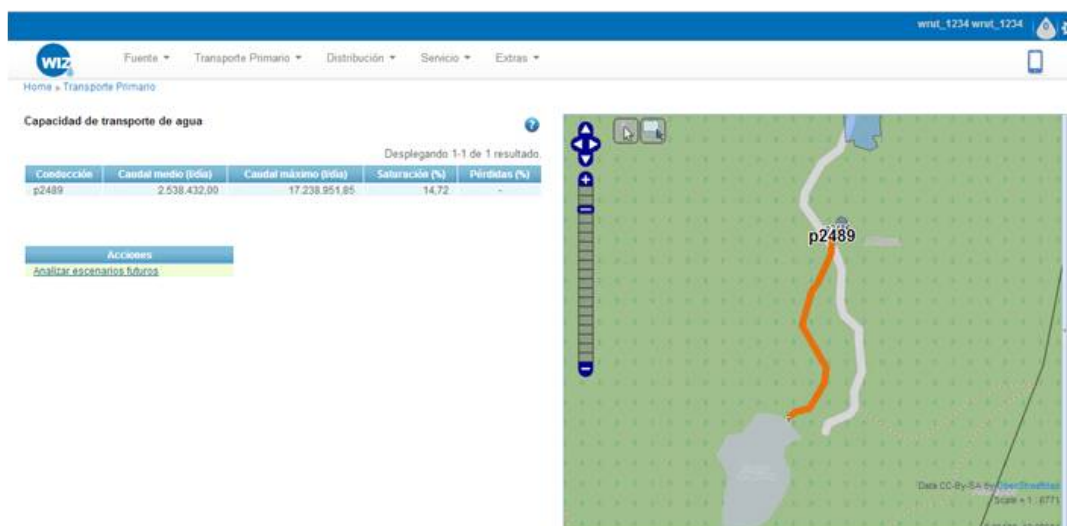 wrut_1234 wrut_1234
WIZ
Fuente Transporte Primario Distribución Servicio Extras
Home » Transporte Primario
Capacidad de transporte de agua
Desplegando 1-1 de 1 resultado.
Conducción Caudal medio (l/día) Caudal máximo (l/día) Saturación (%) Pérdidas (%)
p2489 2.538.432,00 17.238.951,85 14,72 -
Acciones
Analizar escenarios futuros
p2489
Data CC-By-SA by OpenStreetMap
Scale = 1 : 6771